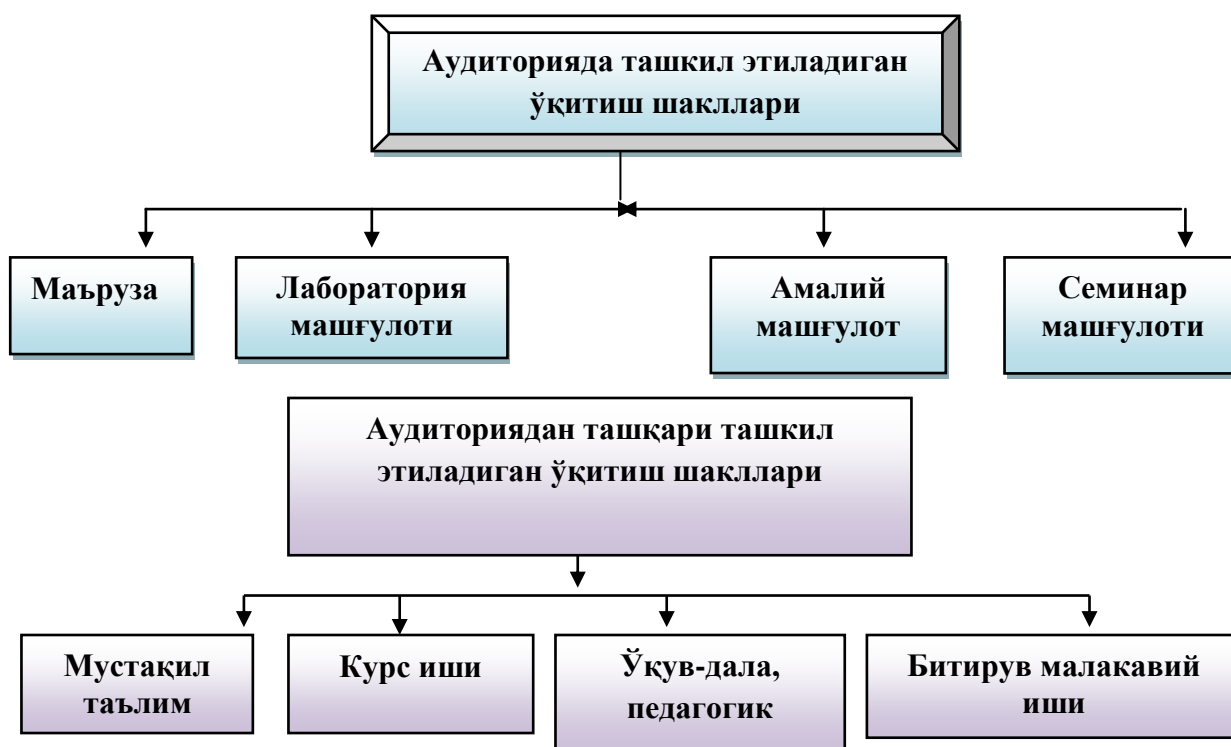 Аудиторияда ташкил этиладиган
ўқитиш шакллари
Маъруза
Лаборатория
машғулоти
Амалий
машғулот
Семинар
машғулоти
Аудиториядан ташқари ташкил
этиладиган ўқитиш шакллари
Мустақил
таълим
Курс иши
Ўқув-дала,
педагогик
Битирув малакавий
иши